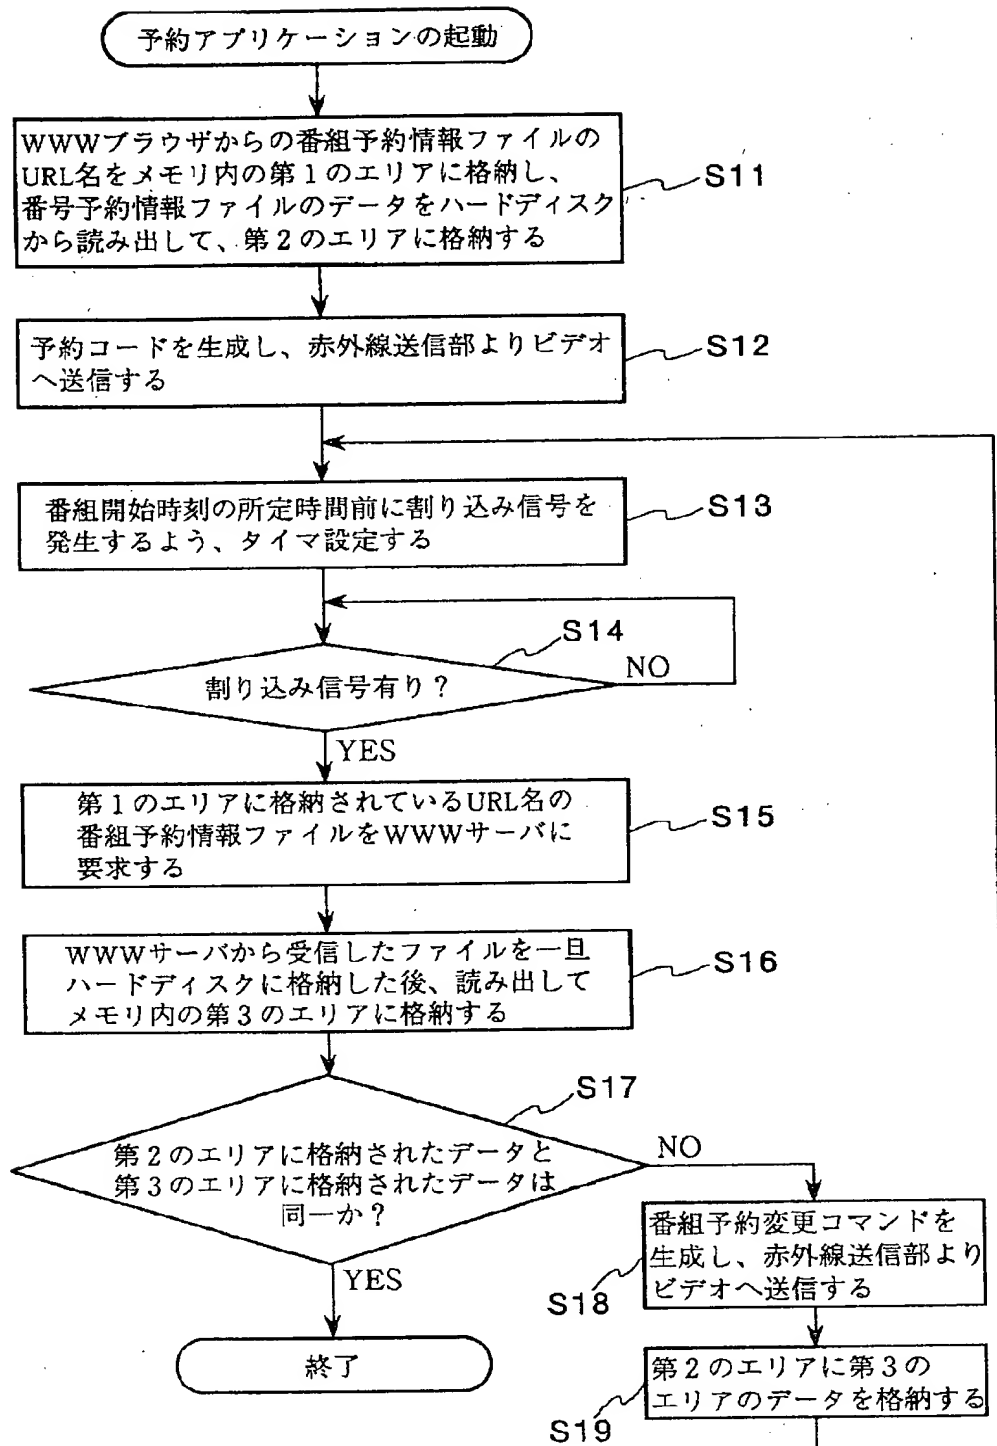 予約アプリケーションの起動
WWWブラウザからの番組予約情報ファイルの
URL名をメモリ内の第1のエリアに格納し、
番号予約情報ファイルのデータをハードディスク
から読み出して、第2のエリアに格納する
S11
予約コードを生成し、赤外線送信部よりビデオ
へ送信する
S12
番組開始時刻の所定時間前に割り込み信号を
発生するよう、タイマ設定する
S13
S14
割り込み信号有り?
NO
YES
第1のエリアに格納されているURL名の
番組予約情報ファイルをWWWサーバに
要求する
S15
WWWサーバから受信したファイルを一旦
ハードディスクに格納した後、読み出して
メモリ内の第3のエリアに格納する
S16
S17
第2のエリアに格納されたデータと
第3のエリアに格納されたデータは
同一か?
NO
YES
番組予約変更コマンドを
生成し、赤外線送信部より
ビデオへ送信する
S18
終了
第2のエリアに第3の
エリアのデータを格納する
S19